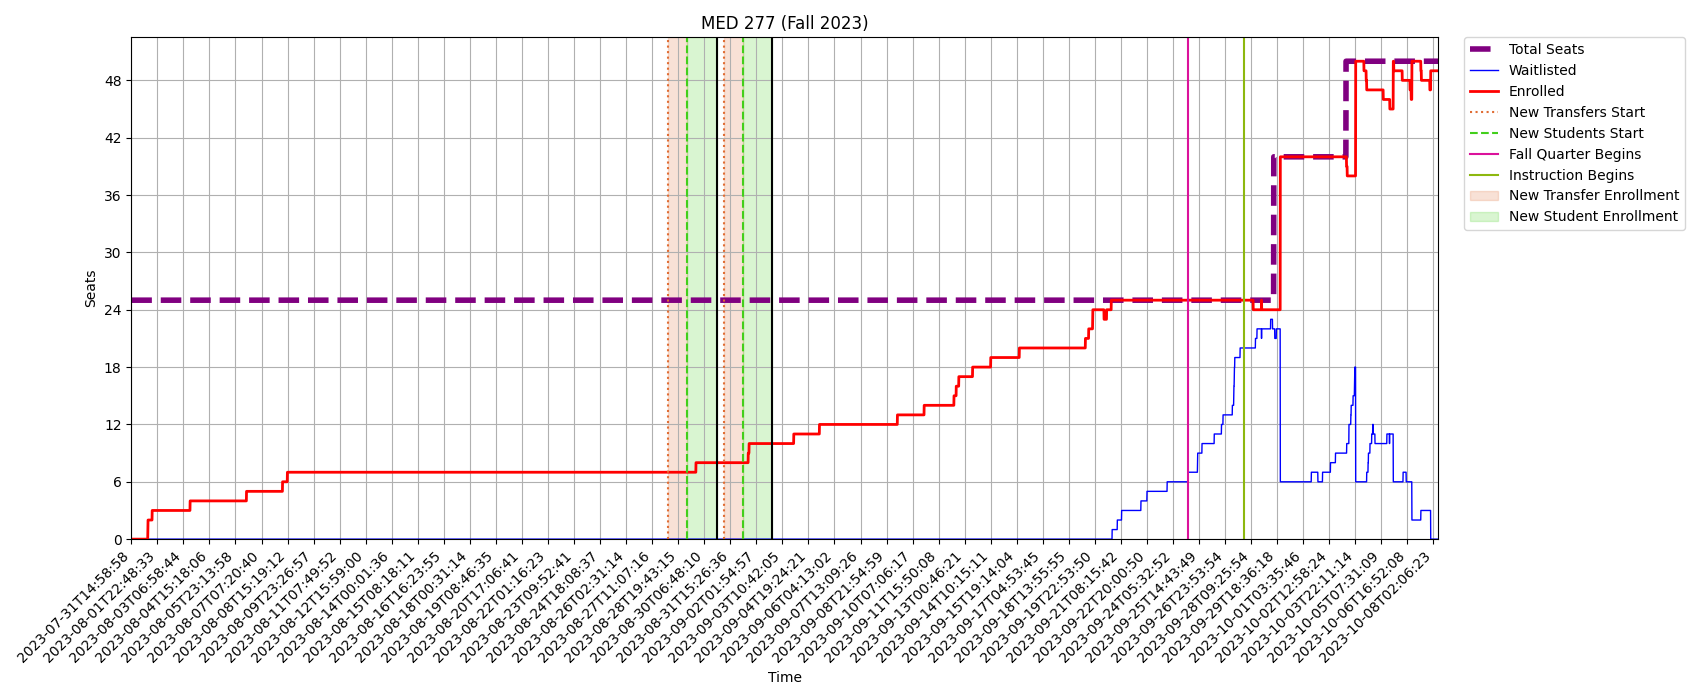 MED 277 (Fall 2023)
Seats
48
42
36
30
24
18
12
6
0
2023-07-31T14:58:58
2023-08-01T22:48:33
2023-08-03T06:58:44
2023-08-04T15:18:06
2023-08-05T23:13:58
2023-08-07T07:20:40
2023-08-08T15:19:12
2023-08-09T23:26:57
2023-08-11T07:49:52
2023-08-12T15:59:00
2023-08-14T00:01:36
2023-08-15T08:18:11
2023-08-16T16:23:55
2023-08-18T00:31:14
2023-08-19T08:46:35
2023-08-20T17:06:41
2023-08-22T01:16:23
2023-08-23T09:52:41
2023-08-24T18:08:37
2023-08-26T02:31:14
2023-08-27T11:07:16
2023-08-28T19:43:15
2023-08-30T06:48:10
2023-08-31T15:26:36
2023-09-02T01:54:57
2023-09-03T10:42:05
2023-09-04T19:24:21
2023-09-06T04:13:02
2023-09-07T13:09:26
2023-09-08T21:54:59
2023-09-10T07:06:17
2023-09-11T15:50:08
2023-09-13T00:46:21
2023-09-14T10:15:11
2023-09-15T19:14:04
2023-09-17T04:53:45
2023-09-18T13:55:55
2023-09-19T22:53:50
2023-09-21T08:15:42
2023-09-22T20:00:50
2023-09-24T05:32:52
2023-09-25T14:43:49
2023-09-26T23:53:54
2023-09-28T09:25:54
2023-09-29T18:36:18
2023-10-01T03:35:46
2023-10-02T12:58:24
2023-10-03T22:11:14
2023-10-05T07:31:09
2023-10-06T16:52:08
2023-10-08T02:06:23
Time
Total Seats
Waitlisted
Enrolled
New Transfers Start
New Students Start
Fall Quarter Begins
Instruction Begins
New Transfer Enrollment
New Student Enrollment